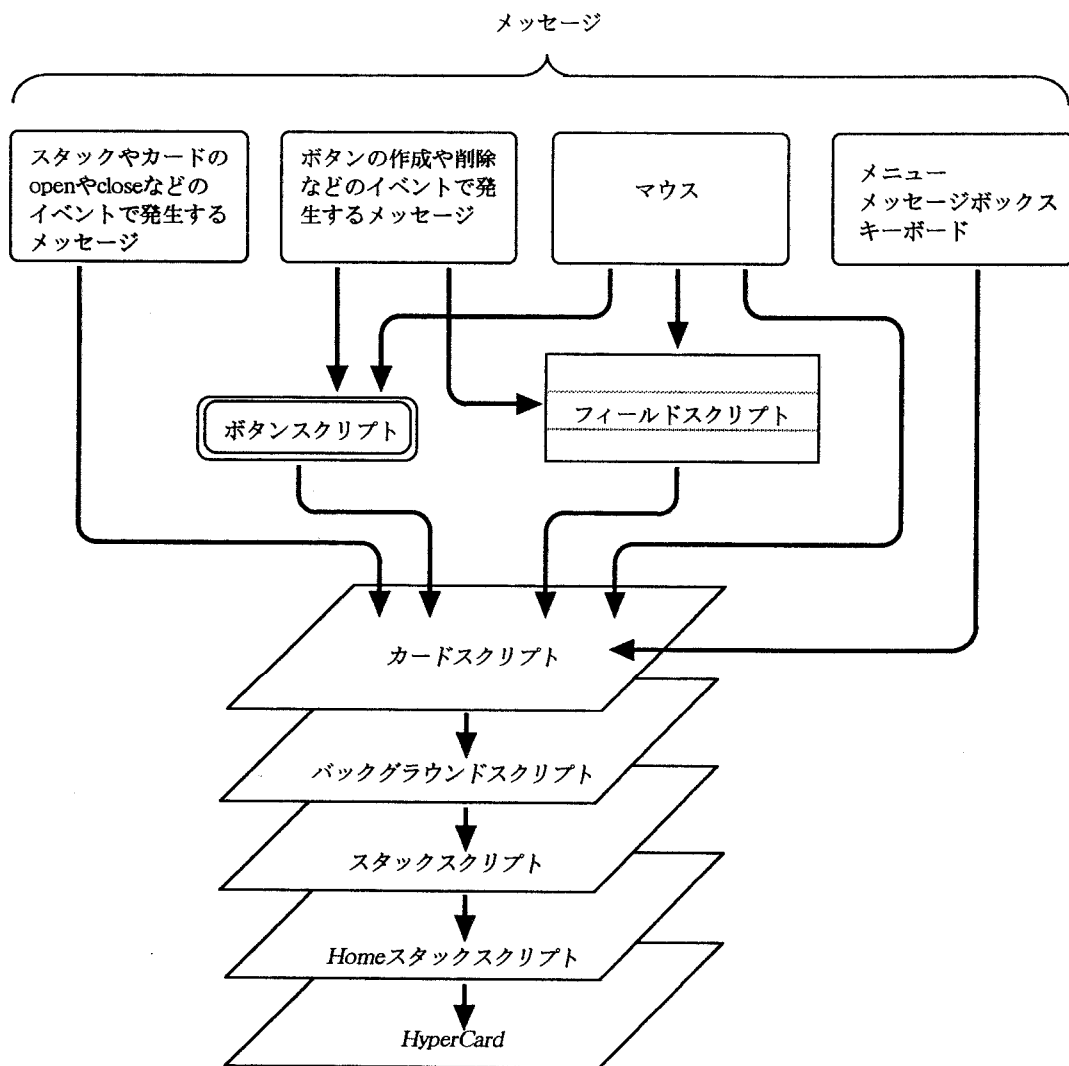 メッセージ
スタックやカードの
openやcloseなどの
イベントで発生する
メッセージ
ボタンの作成や削除
などのイベントで発
生するメッセージ
マウス
メニュー
メッセージボックス
キーボード
ボタンスクリプト
フィールドスクリプト
カードスクリプト
バックグラウンドスクリプト
スタックスクリプト
Homeスタックスクリプト
HyperCard